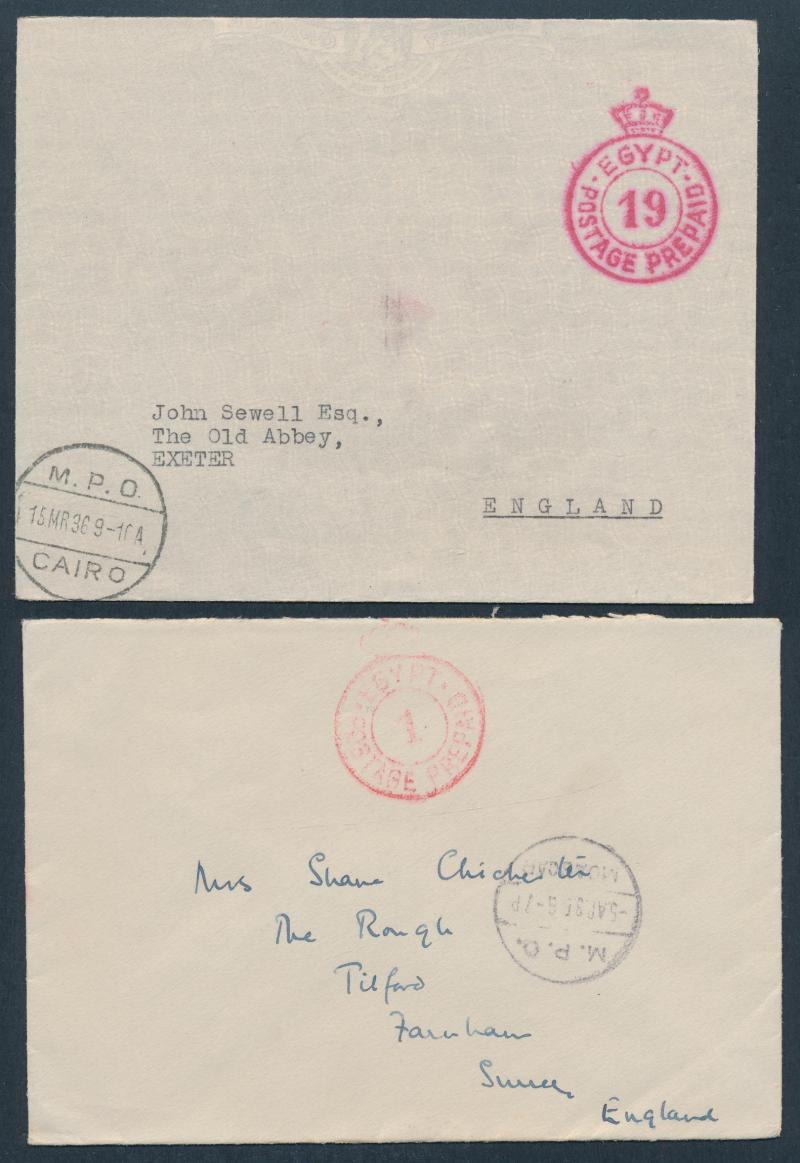 · EGYPT ·
19
POSTAGE PREPAID
John Sewell Esq.,
The Old Abbey,
EXETER
ENGLAND
M. P. O.
15 MR 36 9-10A
CAIRO
· EGYPT ·
1
POSTAGE PREPAID
Mrs Shane Chichester
The Rough
Tilford
Farnham
Surrey
England
M. P. O.